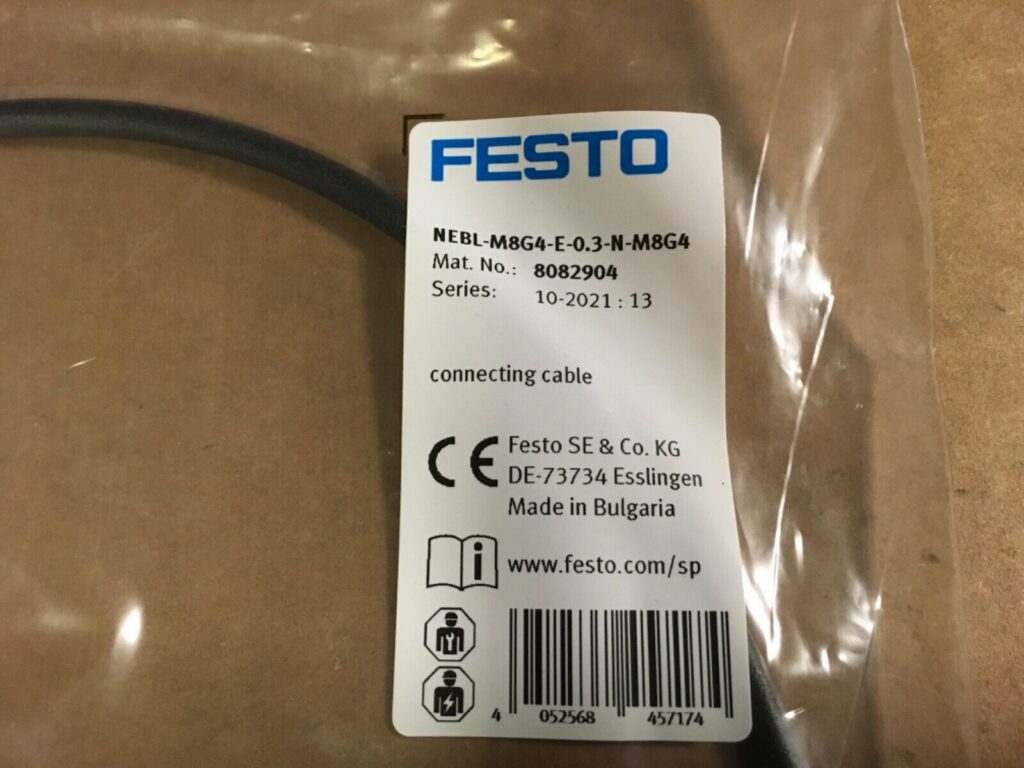 FESTO
NEBL-M8G4-E-0.3-N-M8G4
Mat. No.: 8082904
Series: 10-2021 : 13
connecting cable
CE Festo SE & Co. KG
DE-73734 Esslingen
Made in Bulgaria
i www.festo.com/sp
4 052568 457174